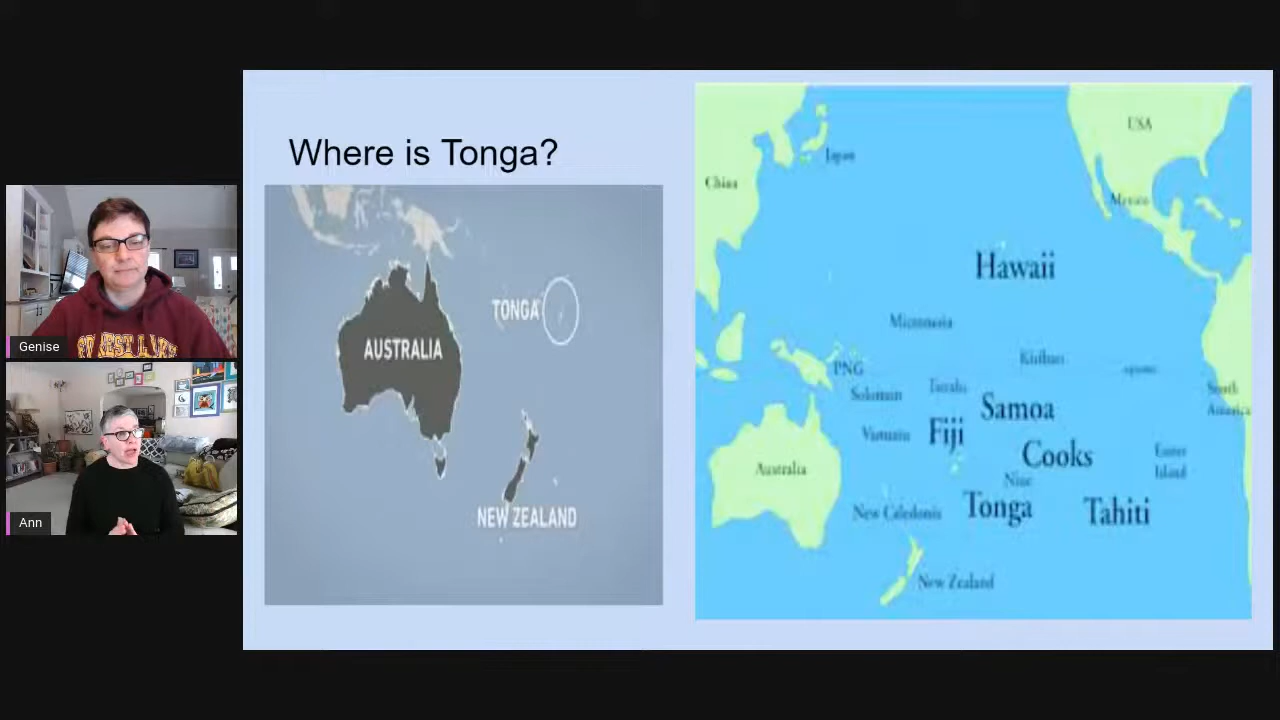 Where is Tonga?
TONGA
AUSTRALIA
NEW ZEALAND
USA
Japan
China
Mexico
Hawaii
Micronesia
Kiribati
PNG
Solomon
Tuvalu
South
America
Samoa
Vanuatu
Fiji
Cooks
Easter
Island
Australia
Niue
New Caledonia
Tonga
Tahiti
New Zealand
Genise
Ann